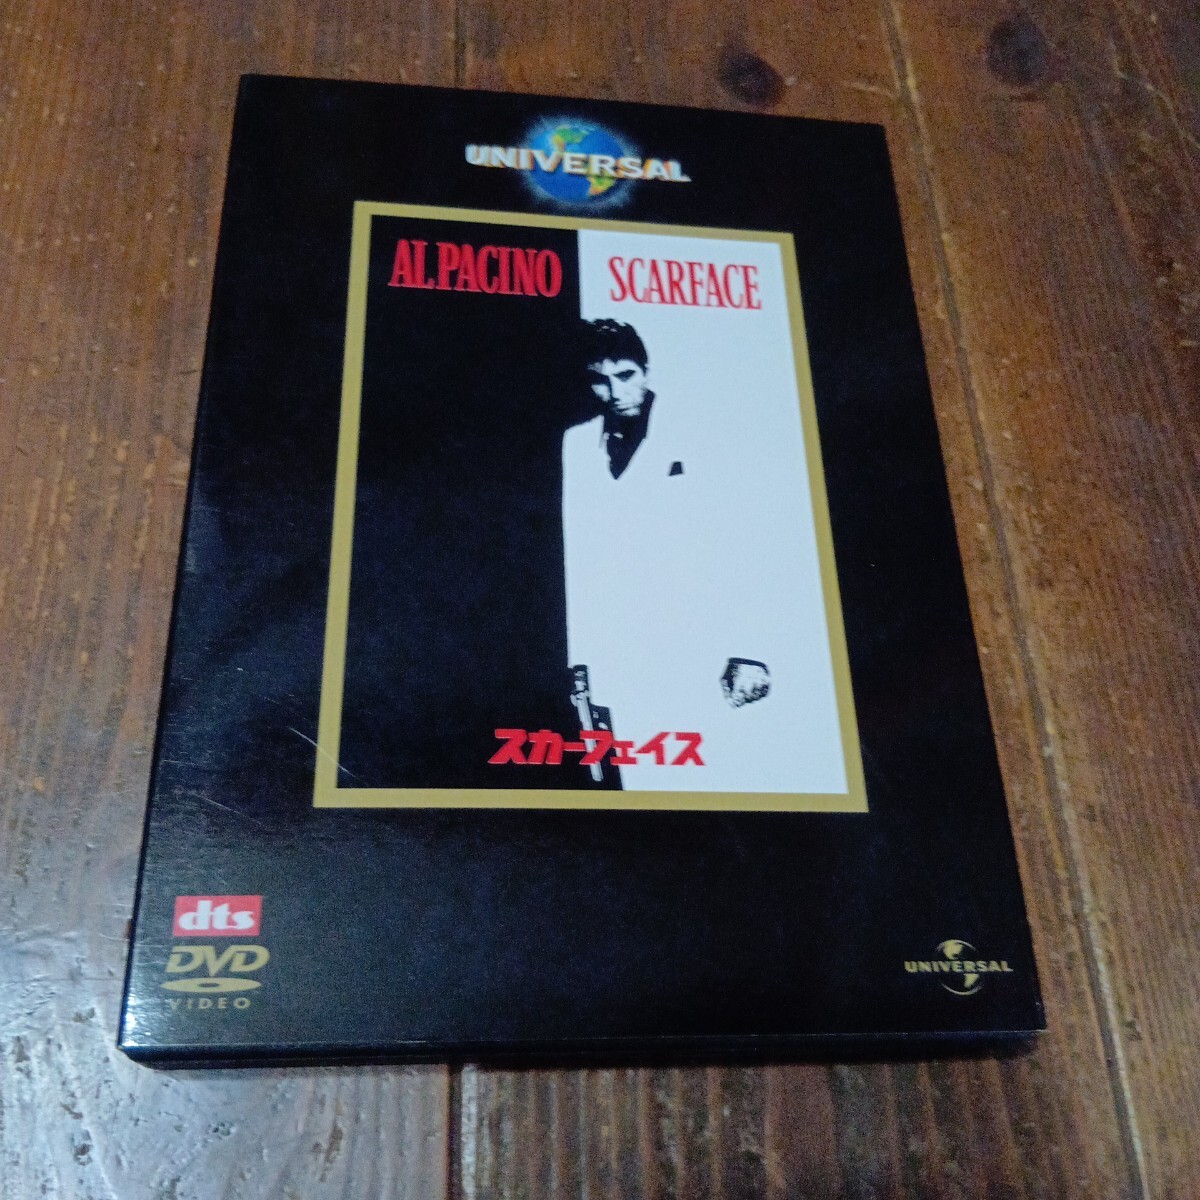 UNIVERSAL
AL PACINO SCARFACE
スカーフェイス
dts
DVD
VIDEO
UNIVERSAL